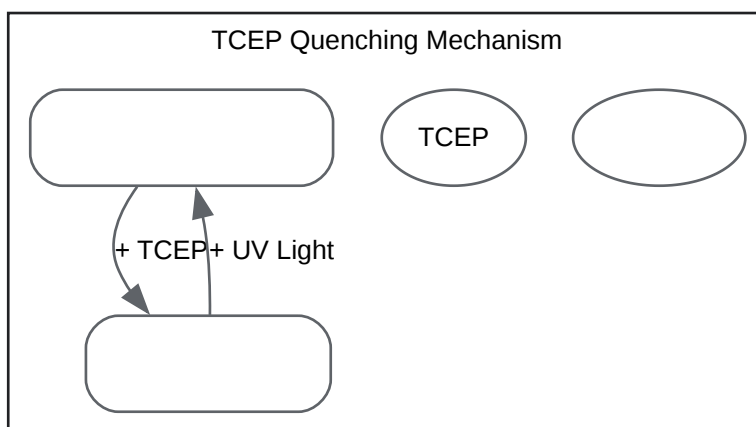 TCEP Quenching Mechanism
TCEP
+ TCEP
+ UV Light